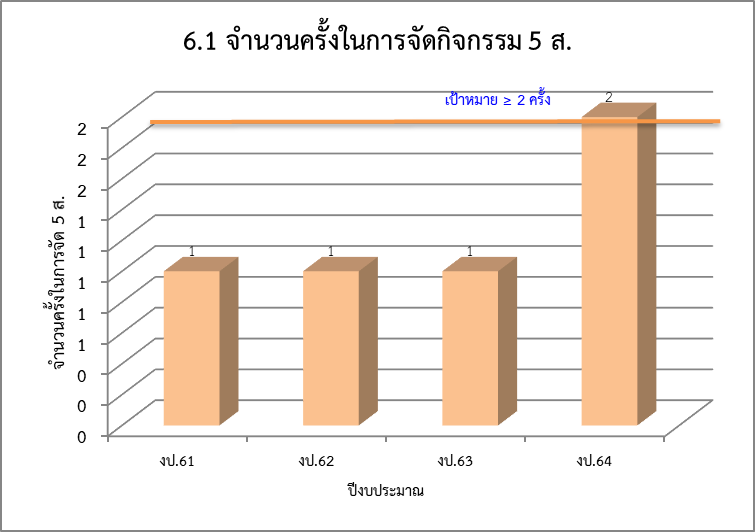 6.1 จำนวนครั้งในการจัดกิจกรรม 5 ส.
เป้าหมาย ≥ 2 ครั้ง
จำนวนครั้งในการจัด 5 ส.
2
2
2
1
1
1
1
1
0
0
0
1
1
1
2
งป.61
งป.62
งป.63
งป.64
ปีงบประมาณ